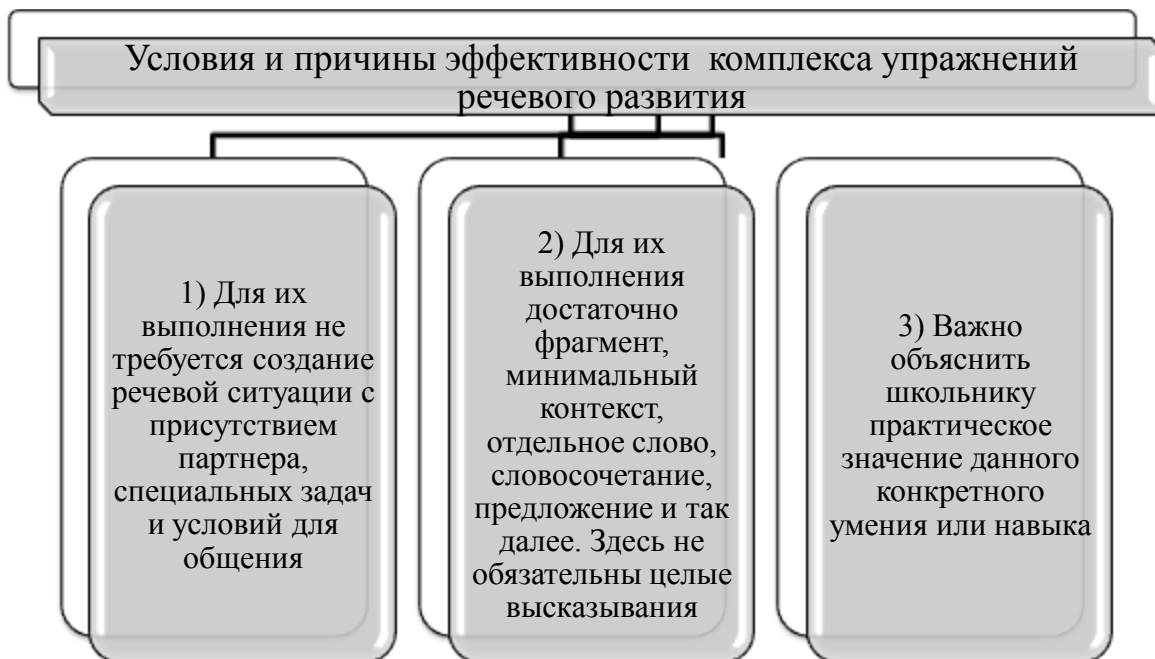 Условия и причины эффективности комплекса упражнений
речевого развития
1) Для их
выполнения не
требуется создание
речевой ситуации с
присутствием
партнера,
специальных задач
и условий для
общения
2) Для их
выполнения
достаточно
фрагмент,
минимальный
контекст,
отдельное слово,
словосочетание,
предложение и так
далее. Здесь не
обязательны целые
высказывания
3) Важно
объяснить
школьнику
практическое
значение данного
конкретного
умения или навыка